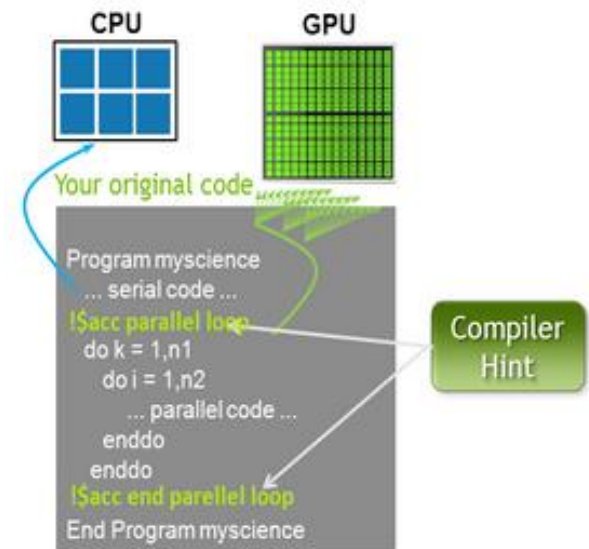 CPU
GPU
Your original code
Program myscience
... serial code ...
!$acc parallel loop
do k = 1,n1
do i = 1,n2
... parallel code ...
enddo
enddo
!$acc end parellel loop
End Program myscience
Compiler
Hint